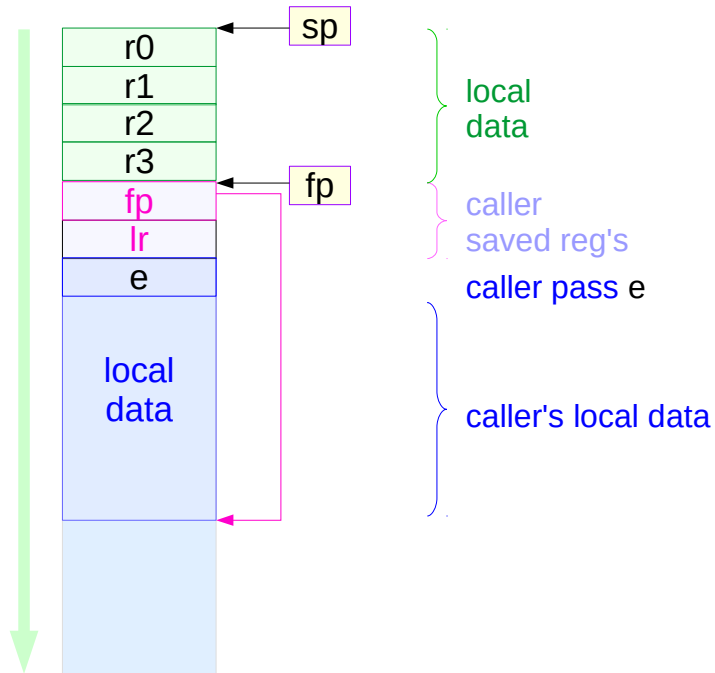 sp
r0
r1
r2
r3
fp
fp
lr
e
local
data
local
data
caller
saved reg's
caller pass e
caller's local data